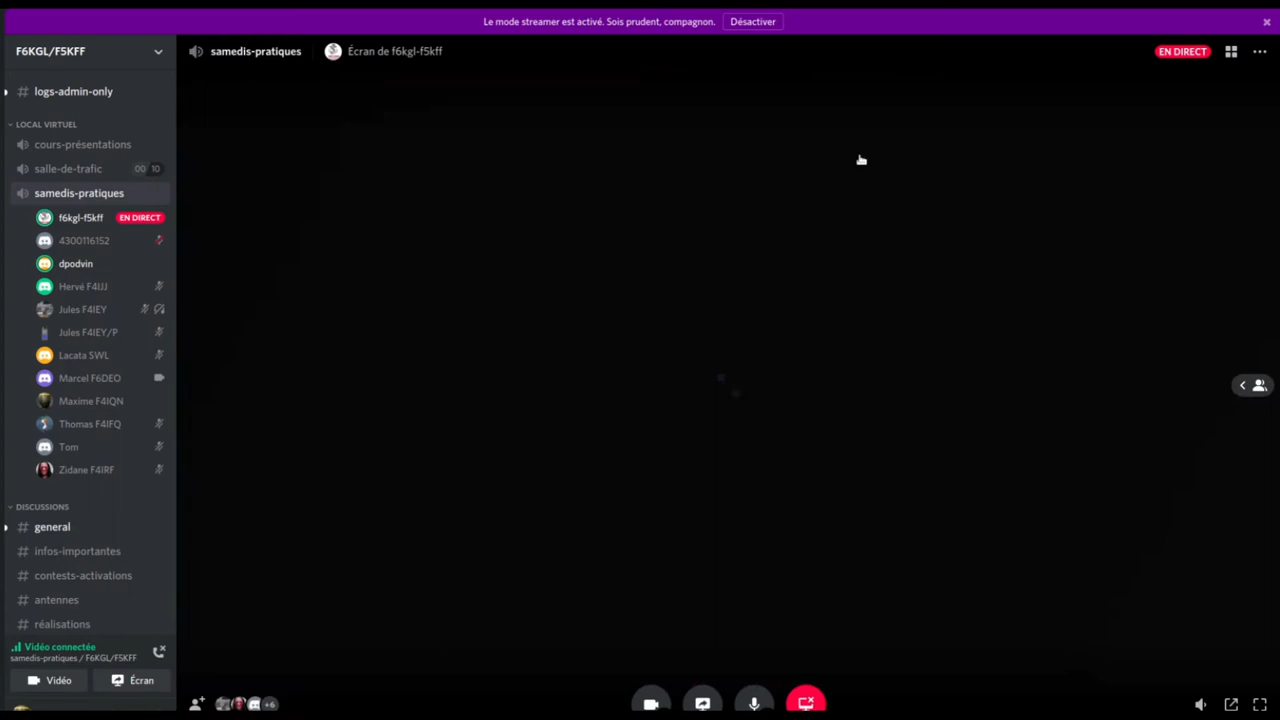 Le mode streamer est activé. Sois prudent, compagnon. Désactiver
F6KGL/F5KFF
samedis-pratiques
Écran de f6kgl-f5kff
EN DIRECT
logs-admin-only
LOCAL VIRTUEL
cours-présentations
salle-de-trafic 00 10
samedis-pratiques
f6kgl-f5kff EN DIRECT
4300116152
dpodvin
Hervé F4IJJ
Jules F4IEY
Jules F4IEY/P
Lacata SWL
Marcel F6DEO
Maxime F4IQN
Thomas F4IFQ
Tom
Zidane F4IRF
DISCUSSIONS
general
infos-importantes
contests-activations
antennes
réalisations
Vidéo connectée
samedis-pratiques / F6KGL/F5KFF
Vidéo Écran
+6